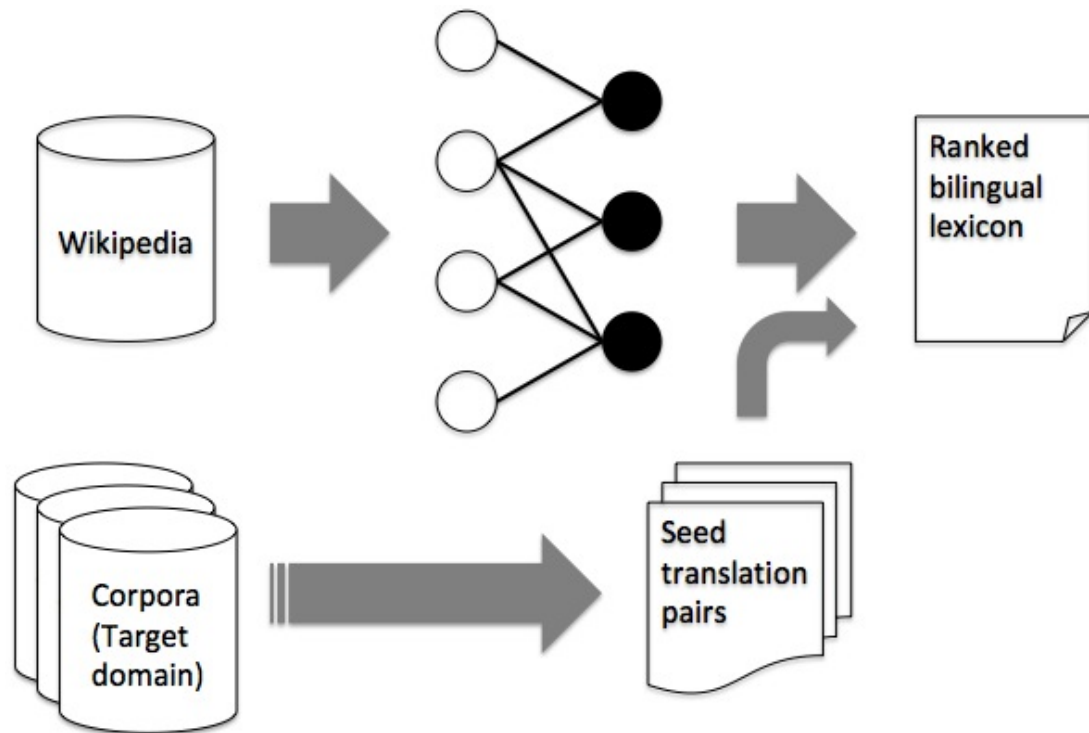 Wikipedia
Ranked
bilingual
lexicon
Corpora
(Target
domain)
Seed
translation
pairs